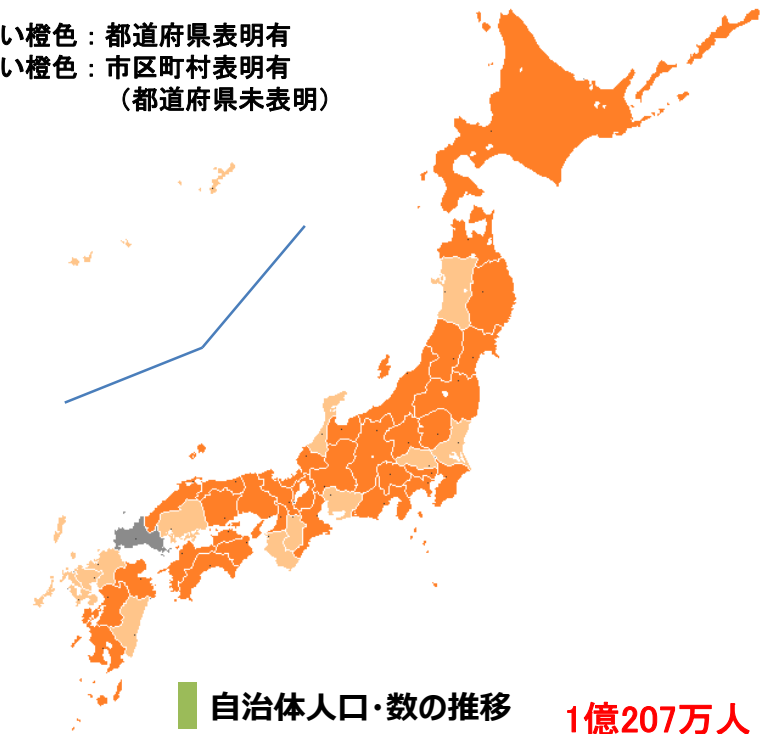 い橙色：都道府県表明有
い橙色：市区町村表明有
（都道府県未表明）
自治体人口･数の推移
1億207万人